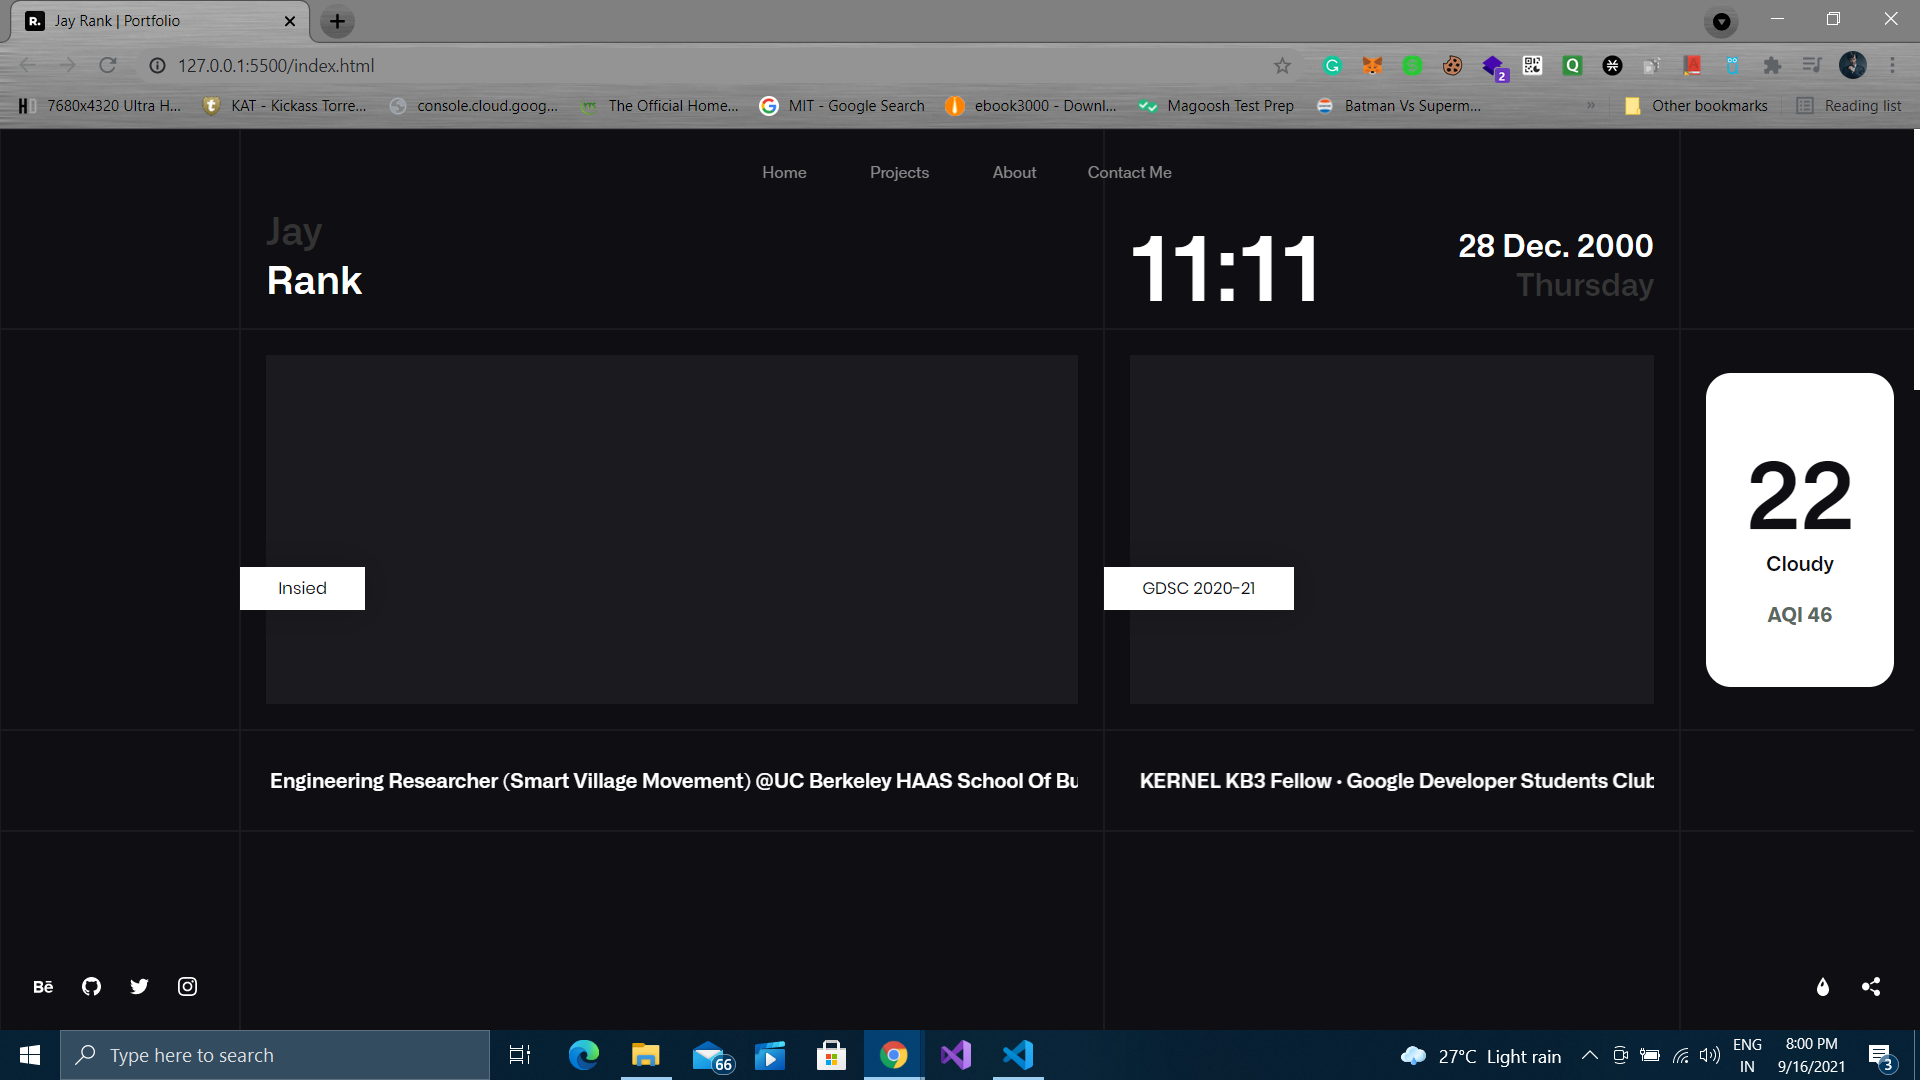 Jay Rank | Portfolio
127.0.0.1:5500/index.html
2
7680x4320 Ultra H...
KAT - Kickass Torre...
console.cloud.goog...
The Official Home...
MIT - Google Search
ebook3000 - Downl...
Magoosh Test Prep
Batman Vs Superm...
»
Other bookmarks
Reading list
Home
Projects
About
Contact Me
Jay
Rank
11:11
28 Dec. 2000
Thursday
Insied
GDSC 2020-21
22
Cloudy
AQI 46
Engineering Researcher (Smart Village Movement) @UC Berkeley HAAS School Of Bu
KERNEL KB3 Fellow • Google Developer Students Club
Bē
Type here to search
66
27°C Light rain
ENG
IN
8:00 PM
9/16/2021
3